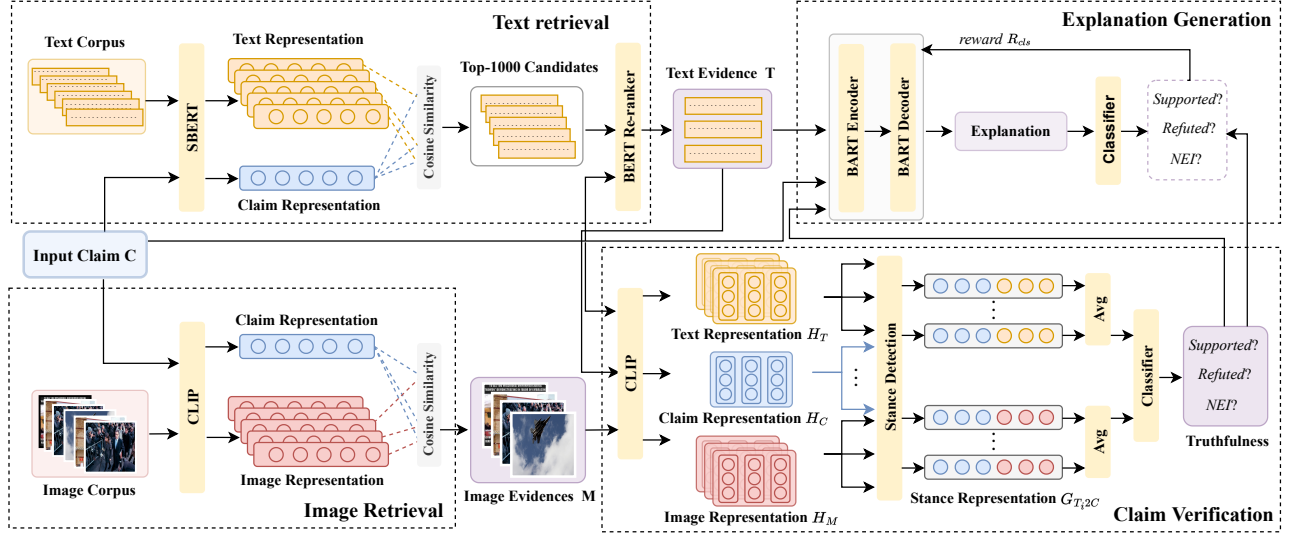 Text retrieval
Text Corpus
SBERT
Text Representation
Claim Representation
Cosine Similarity
Top-1000 Candidates
BERT Re-ranker
Text Evidence T
Explanation Generation
reward R_cls
BART Encoder
BART Decoder
Explanation
Classifier
Supported?
Refuted?
NEI?
Input Claim C
Claim Representation
CLIP
Image Corpus
Image Representation
Cosine Similarity
Image Retrieval
Image Evidences M
CLIP
Text Representation H_T
Claim Representation H_C
Image Representation H_M
Stance Detection
Avg
Avg
Stance Representation G_{T_i2C}
Classifier
Supported?
Refuted?
NEI?
Truthfulness
Claim Verification